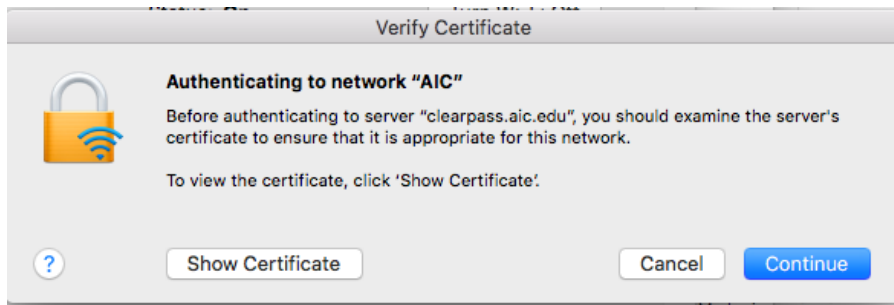 Verify Certificate
Authenticating to network “AIC”
Before authenticating to server “clearpass.aic.edu”, you should examine the server's
certificate to ensure that it is appropriate for this network.
To view the certificate, click ‘Show Certificate’.
?
Show Certificate
Cancel
Continue